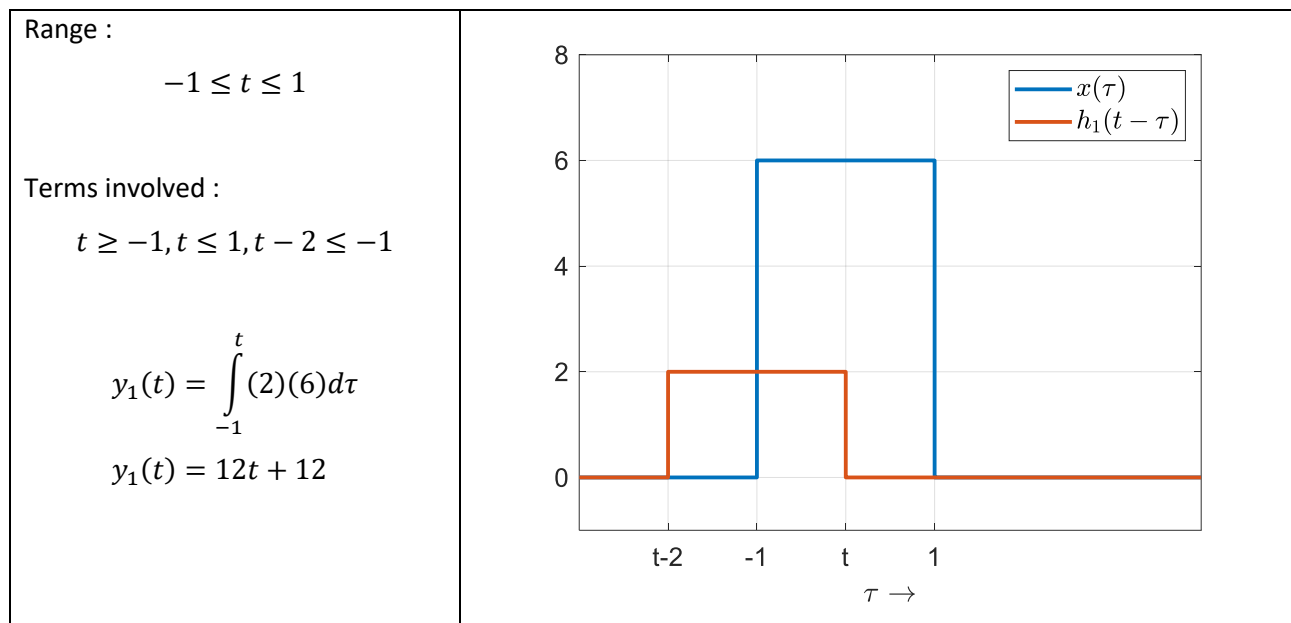 Range :
−1 ≤ t ≤ 1
Terms involved :
t ≥ −1, t ≤ 1, t − 2 ≤ −1
y₁(t) = ∫₋₁ᵗ (2)(6)dτ
y₁(t) = 12t + 12
8
6
4
2
0
x(τ)
h₁(t − τ)
t-2 -1 t 1
τ →